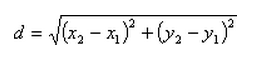 d = √((x₂ − x₁)² + (y₂ − y₁)²)